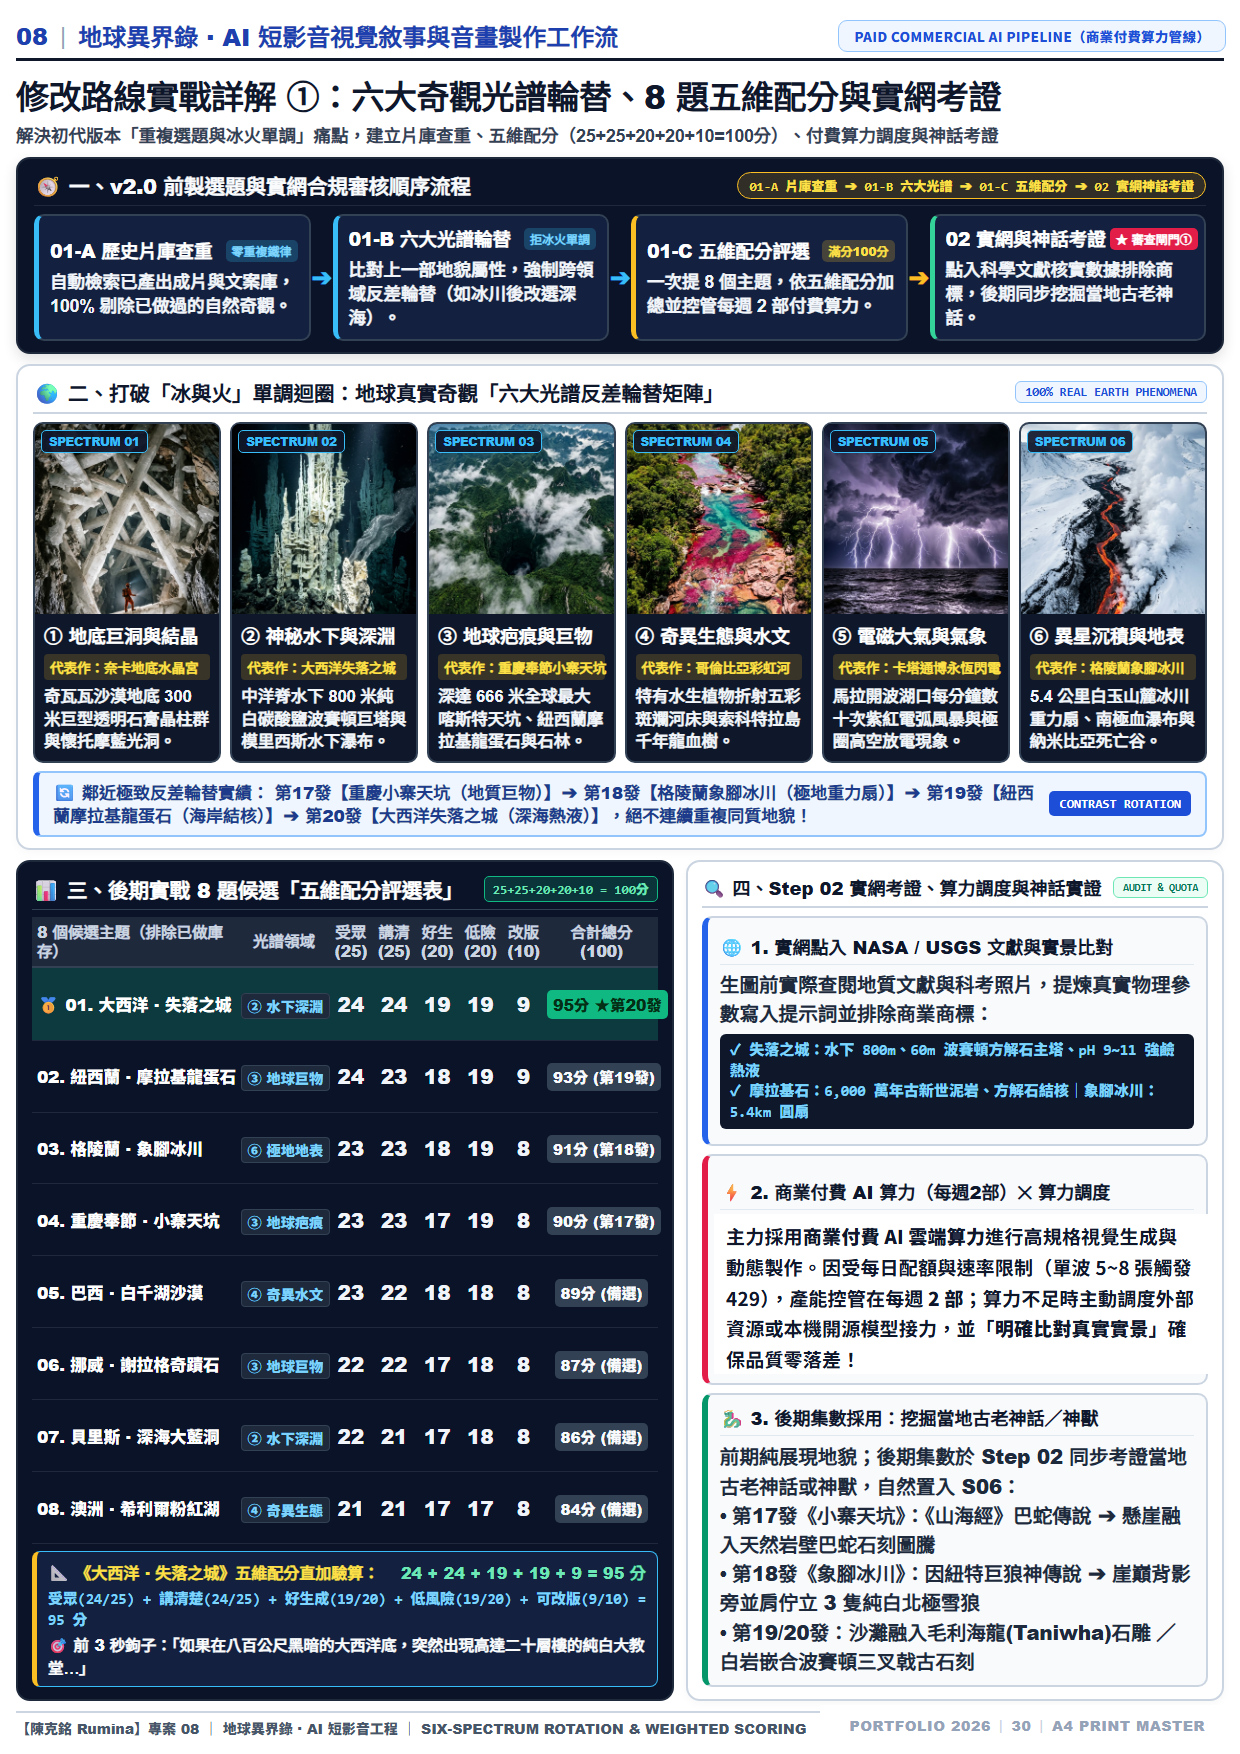 08 | 地球異界錄 · AI 短影音視覺敘事與音畫製作工作流
PAID COMMERCIAL AI PIPELINE（商業付費算力管線）
修改路線實戰詳解 ①：六大奇觀光譜輪替、8 題五維配分與實網考證
解決初代版本「重複選題與冰火單調」痛點，建立片庫查重、五維配分（25+25+20+20+10=100分）、付費算力調度與神話考證
🧭 一、v2.0 前製選題與實網合規審核順序流程
01-A 片庫查重 ➔ 01-B 六大光譜 ➔ 01-C 五維配分 ➔ 02 實網神話考證
01-A 歷史片庫查重 零重複鐵律
自動檢索已產出成片與文案庫，
100% 剔除已做過的自然奇觀。
➔
01-B 六大光譜輪替 拒冰火單調
比對上一部地貌屬性，強制跨領
域反差輪替（如冰川後改選深
海）。
➔
01-C 五維配分評選 滿分100分
一次提 8 個主題，依五維配分加
總並控管每週 2 部付費算力。
➔
02 實網與神話考證 ★ 審查閘門①
點入科學文獻核實數據排除商
標，後期同步挖掘當地古老神
話。
🌍 二、打破「冰與火」單調迴圈：地球真實奇觀「六大光譜反差輪替矩陣」
100% REAL EARTH PHENOMENA
SPECTRUM 01
① 地底巨洞與結晶
代表作：奈卡地底水晶宮
奇瓦瓦沙漠地底 300
米巨型透明石膏晶柱群
與懷托摩藍光洞。
SPECTRUM 02
② 神秘水下與深淵
代表作：大西洋失落之城
中洋脊水下 800 米純
白碳酸鹽波賽頓巨塔與
模里西斯水下瀑布。
SPECTRUM 03
③ 地球疤痕與巨物
代表作：重慶奉節小寨天坑
深達 666 米全球最大
喀斯特天坑、紐西蘭摩
拉基龍蛋石與石林。
SPECTRUM 04
④ 奇異生態與水文
代表作：哥倫比亞彩虹河
特有水生植物折射五彩
斑斕河床與索科特拉島
千年龍血樹。
SPECTRUM 05
⑤ 電磁大氣與氣象
代表作：卡塔通博永恆閃電
馬拉開波湖口每分鐘數
十次紫紅電弧風暴與極
圈高空放電現象。
SPECTRUM 06
⑥ 異星沉積與地表
代表作：格陵蘭象腳冰川
5.4 公里白玉山麓冰川
重力扇、南極血瀑布與
納米比亞死亡谷。
🔄 鄰近極致反差輪替實績： 第17發【重慶小寨天坑（地質巨物）】➔ 第18發【格陵蘭象腳冰川（極地重力扇）】➔ 第19發【紐西
蘭摩拉基龍蛋石（海岸結核）】➔ 第20發【大西洋失落之城（深海熱液）】，絕不連續重複同質地貌！
CONTRAST ROTATION
📊 三、後期實戰 8 題候選「五維配分評選表」
25+25+20+20+10 = 100分
8 個候選主題（排除已做庫存） 光譜領域 受眾(25) 講清(25) 好生(20) 低險(20) 改版(10) 合計總分(100)
🥇 01. 大西洋 · 失落之城 ② 水下深淵 24 24 19 19 9 95分 ★第20發
02. 紐西蘭 · 摩拉基龍蛋石 ③ 地球巨物 24 23 18 19 9 93分 (第19發)
03. 格陵蘭 · 象腳冰川 ⑥ 極地地表 23 23 18 19 8 91分 (第18發)
04. 重慶奉節 · 小寨天坑 ③ 地球疤痕 23 23 17 19 8 90分 (第17發)
05. 巴西 · 白千湖沙漠 ④ 奇異水文 23 22 18 18 8 89分 (備選)
06. 挪威 · 謝拉格奇蹟石 ③ 地球巨物 22 22 17 18 8 87分 (備選)
07. 貝里斯 · 深海大藍洞 ② 水下深淵 22 21 17 18 8 86分 (備選)
08. 澳洲 · 希利爾粉紅湖 ④ 奇異生態 21 21 17 17 8 84分 (備選)
📐 《大西洋 · 失落之城》五維配分直加驗算： 24 + 24 + 19 + 19 + 9 = 95 分
受眾(24/25) + 講清楚(24/25) + 好生成(19/20) + 低風險(19/20) + 可改版(9/10) =
95 分
🎯 前 3 秒鉤子：「如果在八百公尺黑暗的大西洋底，突然出現高達二十層樓的純白大教
堂…」
🔍 四、Step 02 實網考證、算力調度與神話實證
AUDIT & QUOTA
🌐 1. 實網點入 NASA / USGS 文獻與實景比對
生圖前實際查閱地質文獻與科考照片，提煉真實物理參
數寫入提示詞並排除商業商標：
✓ 失落之城：水下 800m、60m 波賽頓方解石主塔、pH 9~11 強鹼
熱液
✓ 摩拉基石：6,000 萬年古新世泥岩、方解石結核｜象腳冰川：
5.4km 圓扇
⚡ 2. 商業付費 AI 算力（每週2部）╳ 算力調度
主力採用商業付費 AI 雲端算力進行高規格視覺生成與
動態製作。因受每日配額與速率限制（單波 5~8 張觸發
429），產能控管在每週 2 部；算力不足時主動調度外部
資源或本機開源模型接力，並「明確比對真實實景」確
保品質零落差！
🐉 3. 後期集數採用：挖掘當地古老神話／神獸
前期純展現地貌；後期集數於 Step 02 同步考證當地
古老神話或神獸，自然置入 S06：
• 第17發《小寨天坑》：《山海經》巴蛇傳說 ➔ 懸崖融
入天然岩壁巴蛇石刻圖騰
• 第18發《象腳冰川》：因紐特巨狼神傳說 ➔ 崖巔背影
旁並肩佇立 3 隻純白北極雪狼
• 第19/20發：沙灘融入毛利海龍(Taniwha)石雕 ／
白岩嵌合波賽頓三叉戟古石刻
【陳克銘 Rumina】專案 08 ｜ 地球異界錄 · AI 短影音工程 ｜ SIX-SPECTRUM ROTATION & WEIGHTED SCORING
PORTFOLIO 2026 | 30 | A4 PRINT MASTER